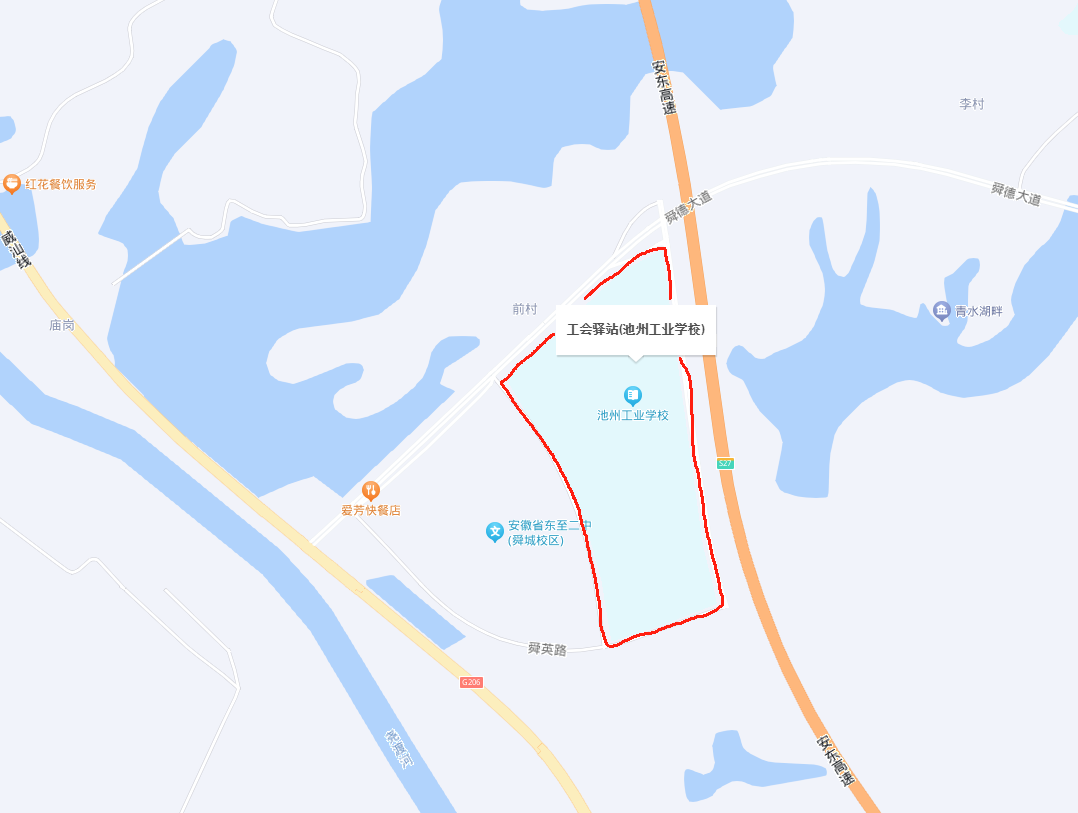 安东高速
李村
红花餐饮服务
舜德大道
舜德大道
威汕线
前村
青水湖畔
庙岗
工会驿站(池州工业学校)
池州工业学校
S27
爱芳快餐店
安徽省东至二中
(舜城校区)
舜英路
G206
尧渡河
安东高速